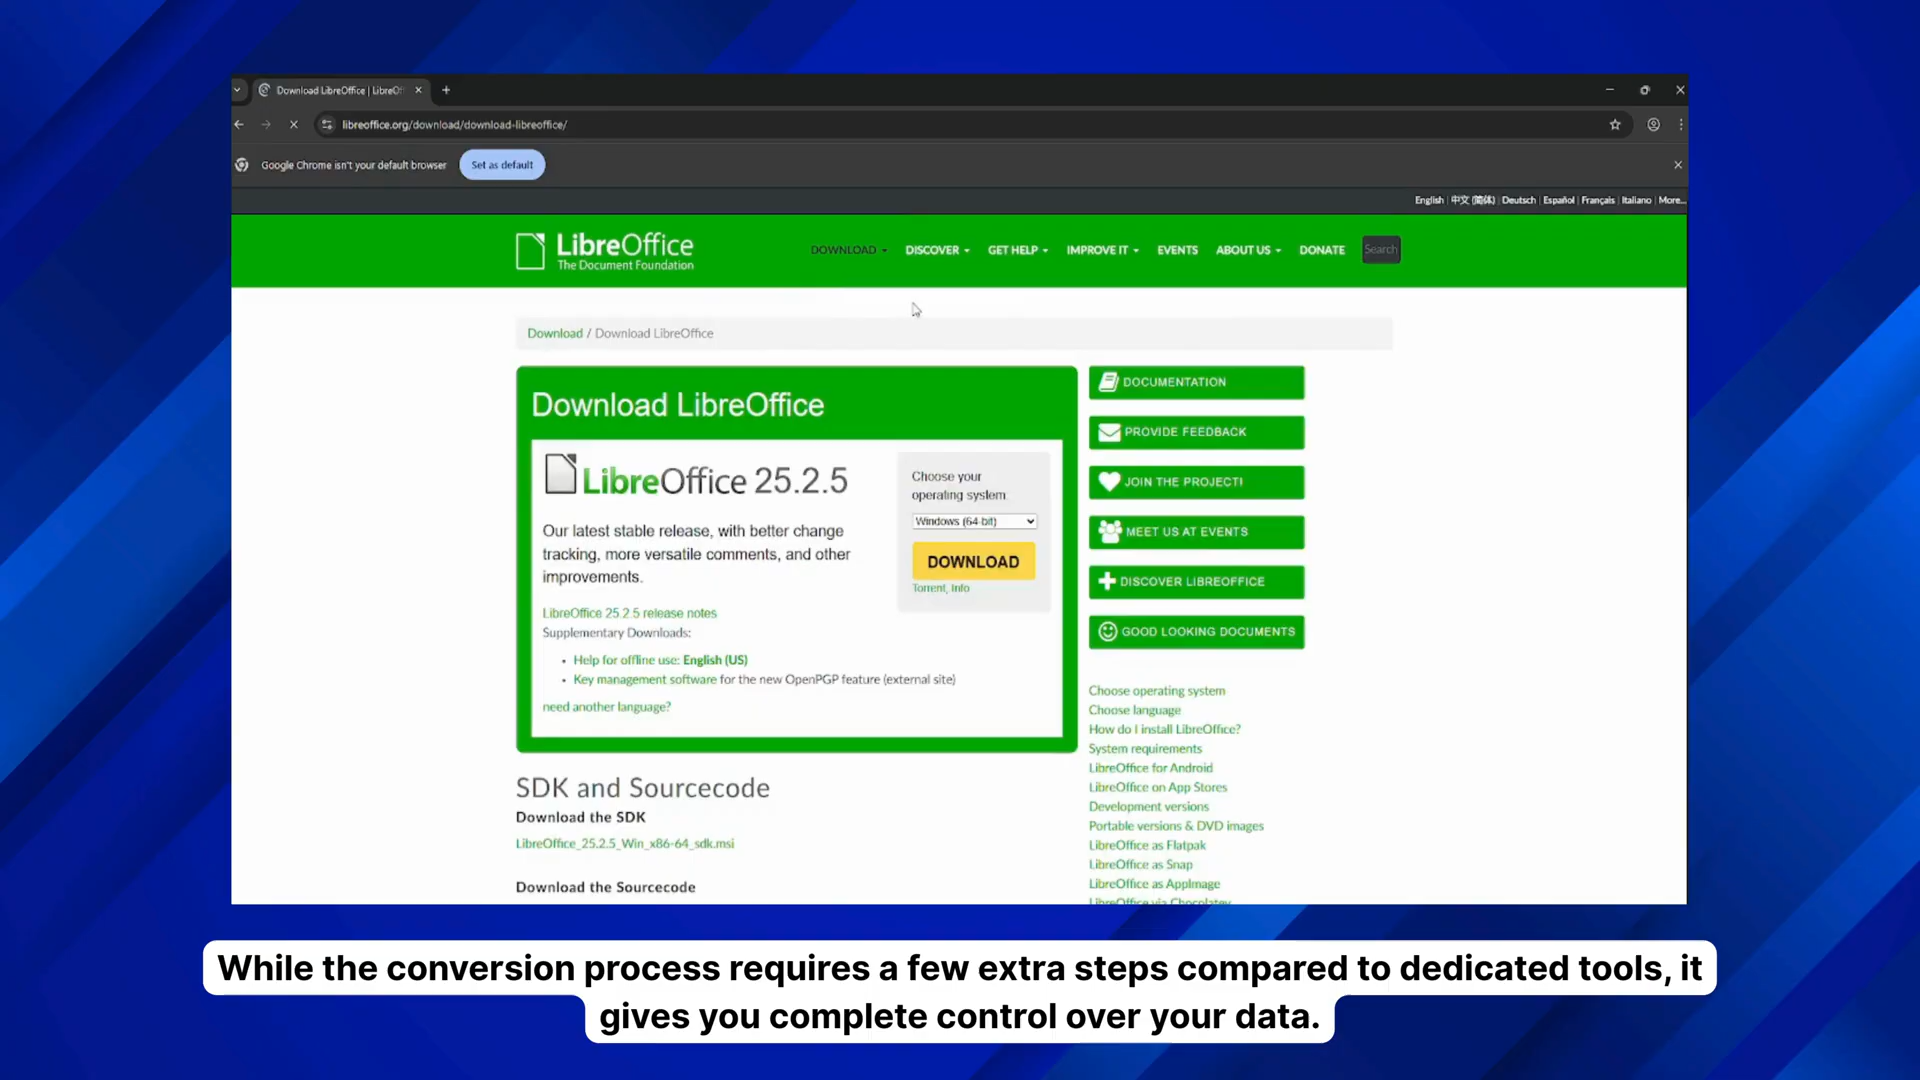 Download LibreOffice | LibreOf
libreoffice.org/download/download-libreoffice/
Google Chrome isn't your default browser
Set as default
English | 中文 (简体) | Deutsch | Español | Français | Italiano | More...
LibreOffice
The Document Foundation
DOWNLOAD
DISCOVER
GET HELP
IMPROVE IT
EVENTS
ABOUT US
DONATE
Search
Download / Download LibreOffice
Download LibreOffice
LibreOffice 25.2.5
Our latest stable release, with better change
tracking, more versatile comments, and other
improvements.
LibreOffice 25.2.5 release notes
Supplementary Downloads:
• Help for offline use: English (US)
• Key management software for the new OpenPGP feature (external site)
need another language?
Choose your
operating system
Windows (64-bit)
DOWNLOAD
Torrent, Info
DOCUMENTATION
PROVIDE FEEDBACK
JOIN THE PROJECT!
MEET US AT EVENTS
DISCOVER LIBREOFFICE
GOOD LOOKING DOCUMENTS
Choose operating system
Choose language
How do I install LibreOffice?
System requirements
LibreOffice for Android
LibreOffice on App Stores
Development versions
Portable versions & DVD images
LibreOffice as Flatpak
LibreOffice as Snap
LibreOffice as AppImage
LibreOffice via Chocolatey
SDK and Sourcecode
Download the SDK
LibreOffice_25.2.5_Win_x86-64_sdk.msi
Download the Sourcecode
While the conversion process requires a few extra steps compared to dedicated tools, it
gives you complete control over your data.